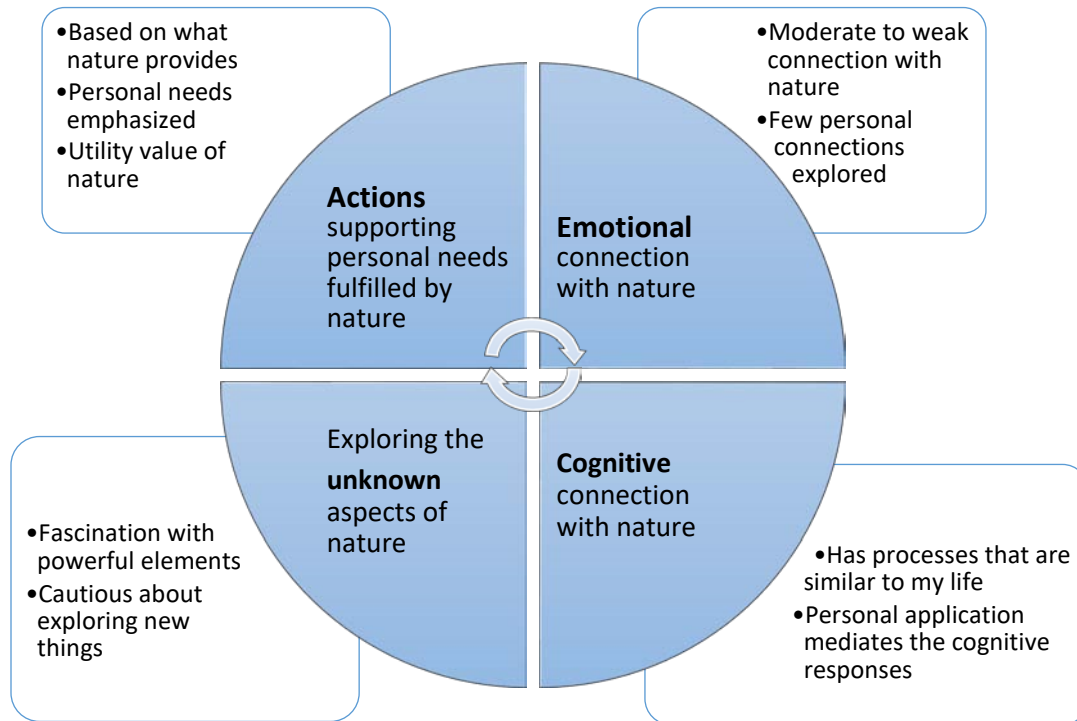 •Based on what
nature provides
•Personal needs
emphasized
•Utility value of
nature
•Moderate to weak
connection with
nature
•Few personal
connections
explored
Actions
supporting
personal needs
fulfilled by
nature
Emotional
connection
with nature
Exploring the
unknown
aspects of
nature
Cognitive
connection
with nature
•Fascination with
powerful elements
•Cautious about
exploring new
things
•Has processes that are
similar to my life
•Personal application
mediates the cognitive
responses